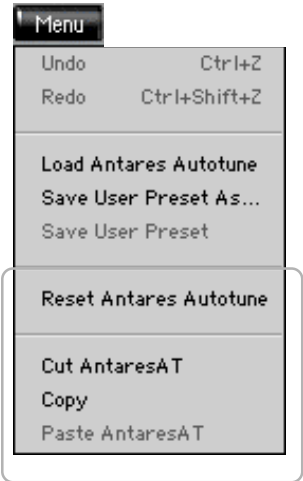 Menu
Undo Ctrl+Z
Redo Ctrl+Shift+Z
Load Antares Autotune
Save User Preset As...
Save User Preset
Reset Antares Autotune
Cut AntaresAT
Copy
Paste AntaresAT